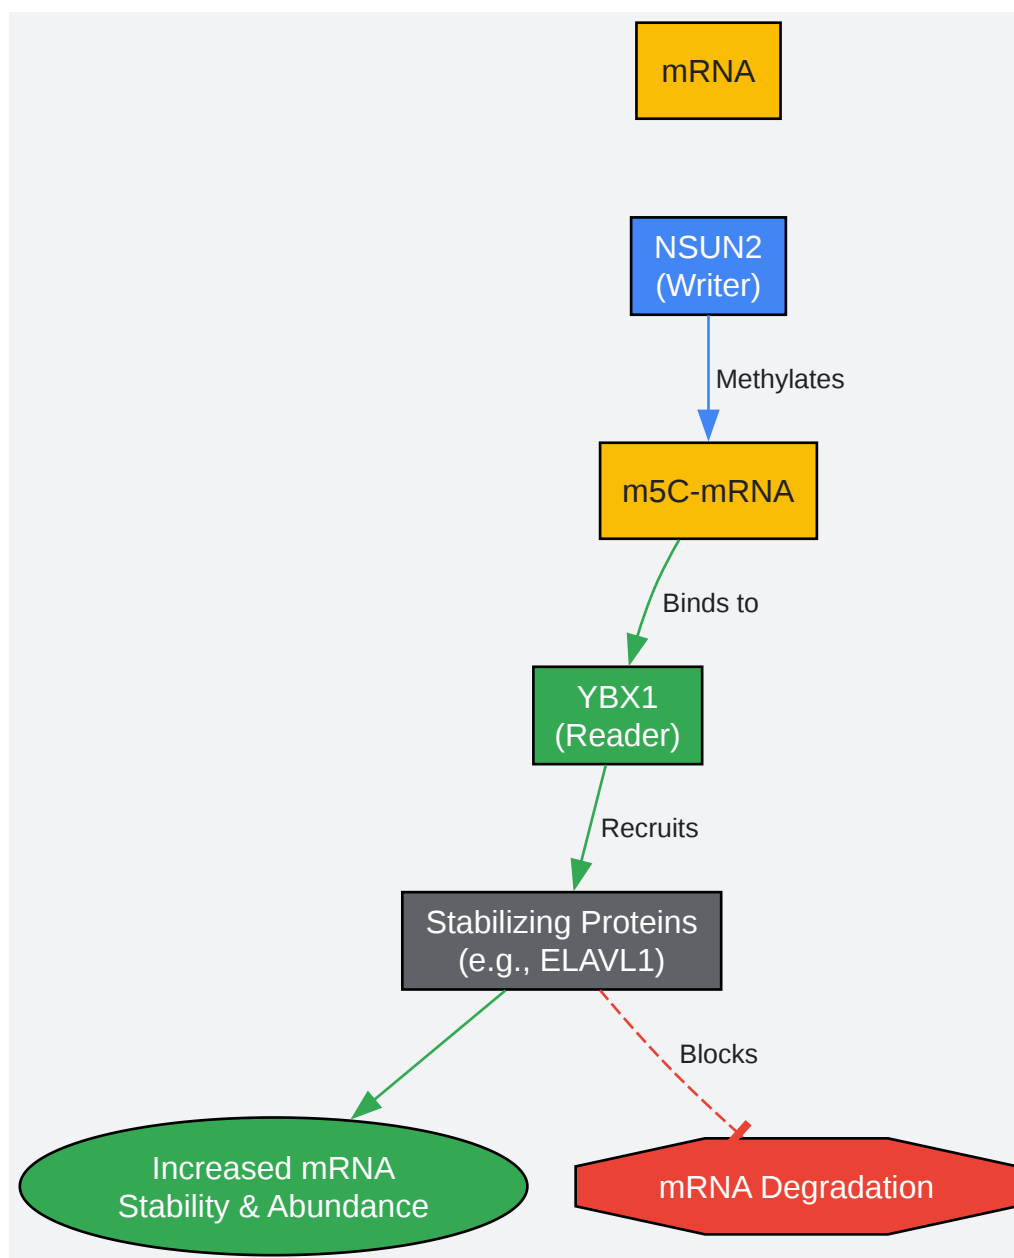 mRNA
NSUN2
(Writer)
Methylates
m5C-mRNA
Binds to
YBX1
(Reader)
Recruits
Stabilizing Proteins
(e.g., ELAVL1)
Blocks
Increased mRNA
Stability & Abundance
mRNA Degradation